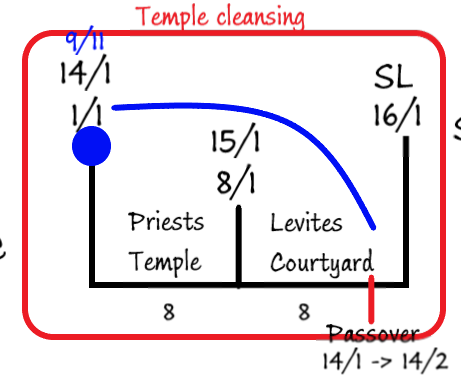 Temple cleansing
9/11
14/1
1/1
SL
16/1
15/1
8/1
Priests
Temple
Levites
Courtyard
8
8
Passover
14/1 -> 14/2